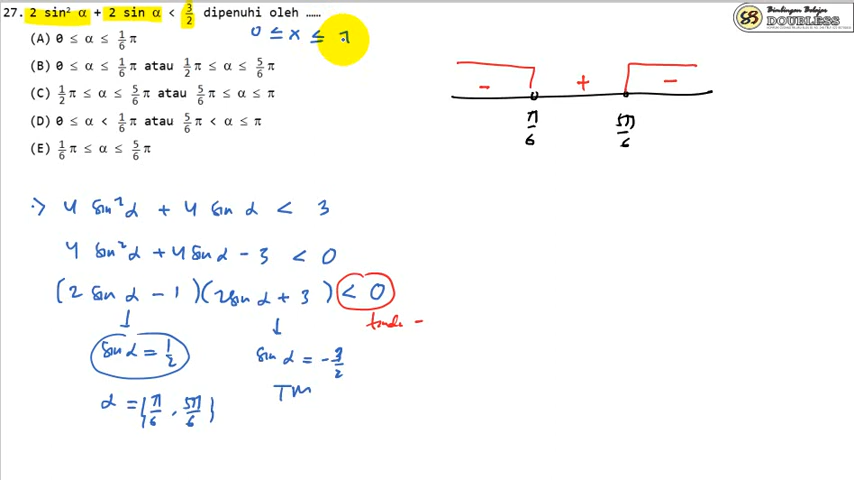 27. 2 sin² α + 2 sin α < 3/2 dipenuhi oleh ……
(A) 0 ≤ α ≤ 1/6 π
0 ≤ x ≤ π
(B) 0 ≤ α ≤ 1/6 π atau 1/2 π ≤ α ≤ 5/6 π
(C) 1/2 π ≤ α ≤ 5/6 π atau 5/6 π ≤ α ≤ π
(D) 0 ≤ α < 1/6 π atau 5/6 π < α ≤ π
(E) 1/6 π ≤ α ≤ 5/6 π
Bimbingan Belajar
DOUBLESS
- + -
π/6 5π/6
∴> 4 sin²α + 4 sin α < 3
4 sin²α + 4 sin α - 3 < 0
(2 sin α - 1)(2 sin α + 3) < 0
tanda -
sin α = 1/2
sin α = -3/2
TM
α = {π/6, 5π/6}